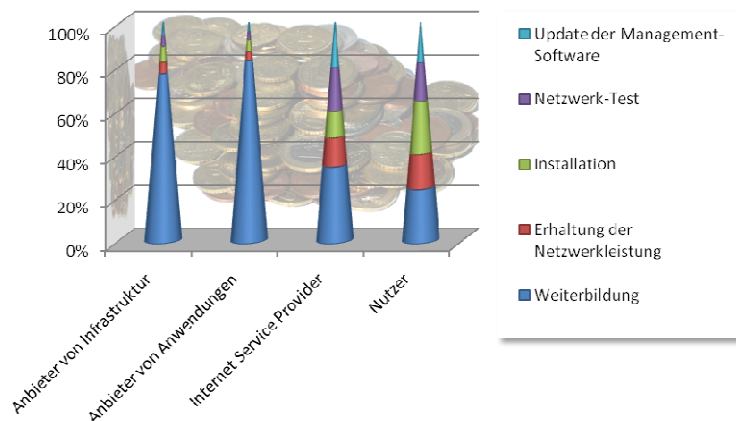 100%
80%
60%
40%
20%
0%
Anbieter von Infrastruktur
Anbieter von Anwendungen
Internet Service Provider
Nutzer
Update der Management-
Software
Netzwerk-Test
Installation
Erhaltung der
Netzwerkleistung
Weiterbildung